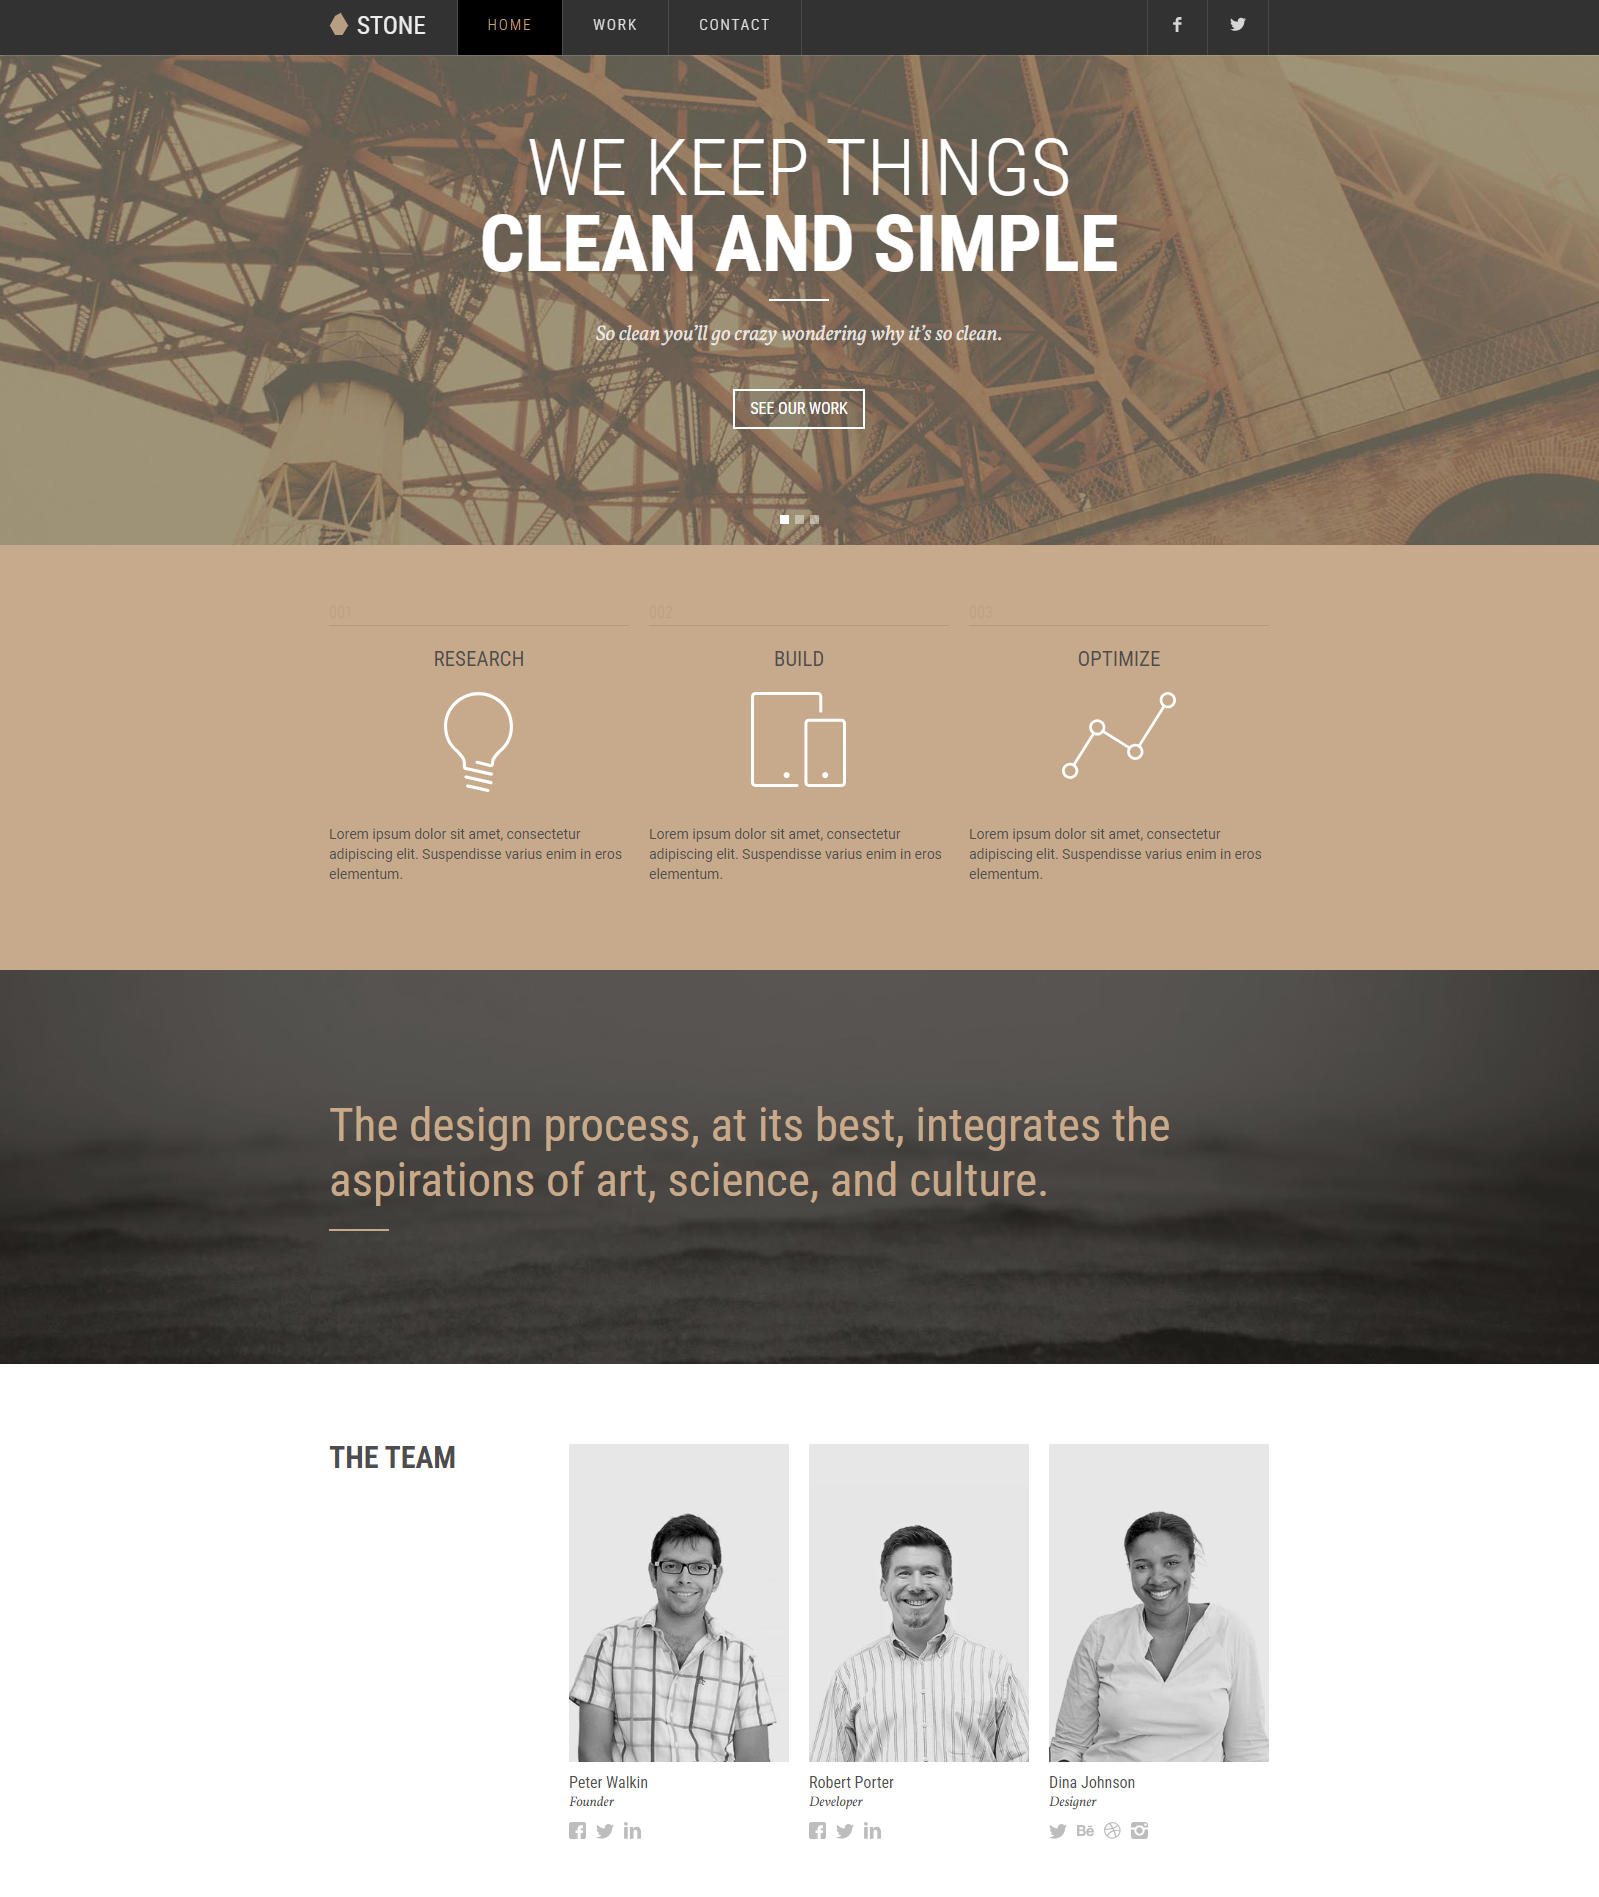 STONE
HOME
WORK
CONTACT
WE KEEP THINGS
CLEAN AND SIMPLE
So clean you’ll go crazy wondering why it’s so clean.
SEE OUR WORK
001
RESEARCH
Lorem ipsum dolor sit amet, consectetur
adipiscing elit. Suspendisse varius enim in eros
elementum.
002
BUILD
Lorem ipsum dolor sit amet, consectetur
adipiscing elit. Suspendisse varius enim in eros
elementum.
003
OPTIMIZE
Lorem ipsum dolor sit amet, consectetur
adipiscing elit. Suspendisse varius enim in eros
elementum.
The design process, at its best, integrates the
aspirations of art, science, and culture.
THE TEAM
Peter Walkin
Founder
Robert Porter
Developer
Dina Johnson
Designer